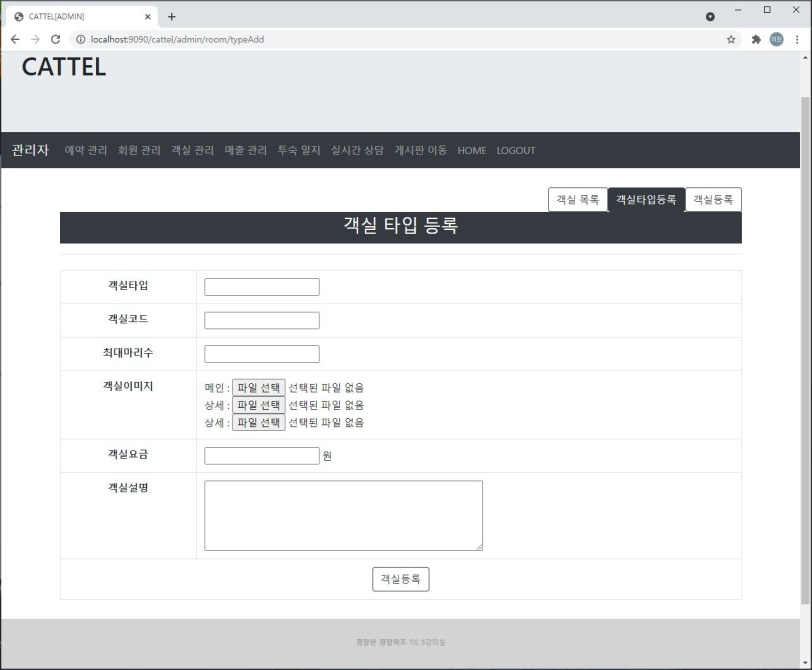 CATTEL[ADMIN]
localhost:9090/cattel/admin/room/typeAdd
CATTEL
관리자 예약 관리 회원 관리 객실 관리 매출 관리 투숙 일지 실시간 상담 게시판 이동 HOME LOGOUT
객실 목록 객실타입등록 객실등록
객실 타입 등록
객실타입
객실코드
최대마리수
객실이미지 메인 : 파일 선택 선택된 파일 없음
상세 : 파일 선택 선택된 파일 없음
상세 : 파일 선택 선택된 파일 없음
객실요금 원
객실설명
객실등록